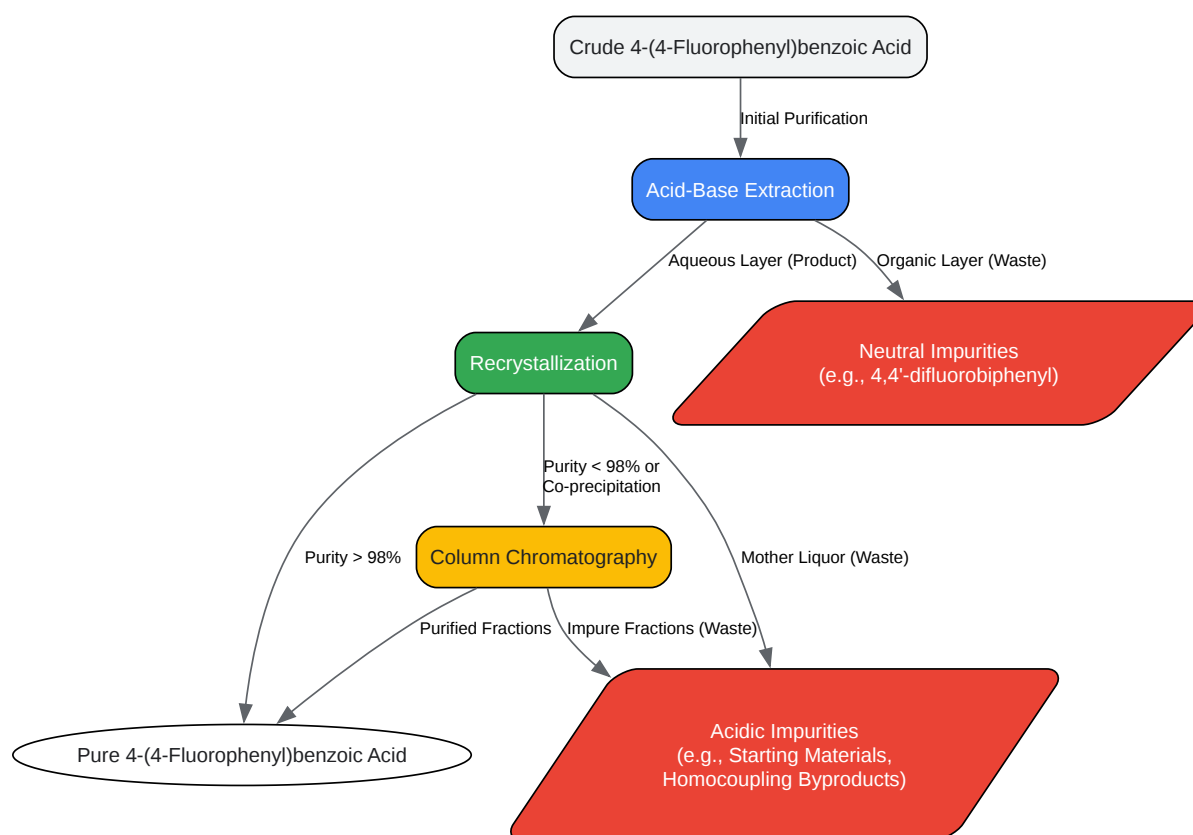 Crude 4-(4-Fluorophenyl)benzoic Acid
Initial Purification
Acid-Base Extraction
Aqueous Layer (Product)
Organic Layer (Waste)
Neutral Impurities
(e.g., 4,4'-difluorobiphenyl)
Recrystallization
Purity < 98% or
Co-precipitation
Purity > 98%
Column Chromatography
Mother Liquor (Waste)
Purified Fractions
Impure Fractions (Waste)
Pure 4-(4-Fluorophenyl)benzoic Acid
Acidic Impurities
(e.g., Starting Materials,
Homocoupling Byproducts)